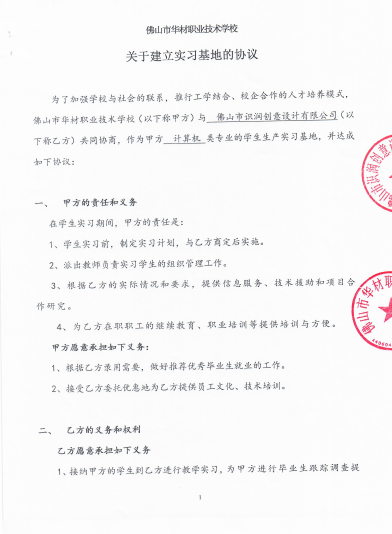 佛山市华材职业技术学校
关于建立实习基地的协议
为了加强学校与社会的联系，推行工学结合、校企合作的人才培养模式，
佛山市华材职业技术学校（以下称甲方）与 佛山市识润创意设计有限公司（以
下称乙方）共同协商，作为甲方 计算机 类专业的学生生产实习基地，并达成
如下协议：
一、 甲方的责任和义务
在学生实习期间，甲方的责任是：
1、学生实习前，制定实习计划，与乙方商定后实施。
2、派出教师负责实习学生的组织管理工作。
3、根据乙方的实际情况和要求，提供信息服务、技术援助和项目合
作研究。
4、为乙方在职职工的继续教育、职业培训等提供培训与方便。
甲方愿意承担如下义务：
1、根据乙方录用需要，做好推荐优秀毕业生就业的工作。
2、接受乙方委托优惠地为乙方提供员工文化、技术培训。
二、 乙方的义务和权利
乙方愿意承担如下义务
1、接纳甲方的学生到乙方进行教学实习，为甲方进行毕业生跟踪调查提
1
佛山市识润创意
佛山市华材职